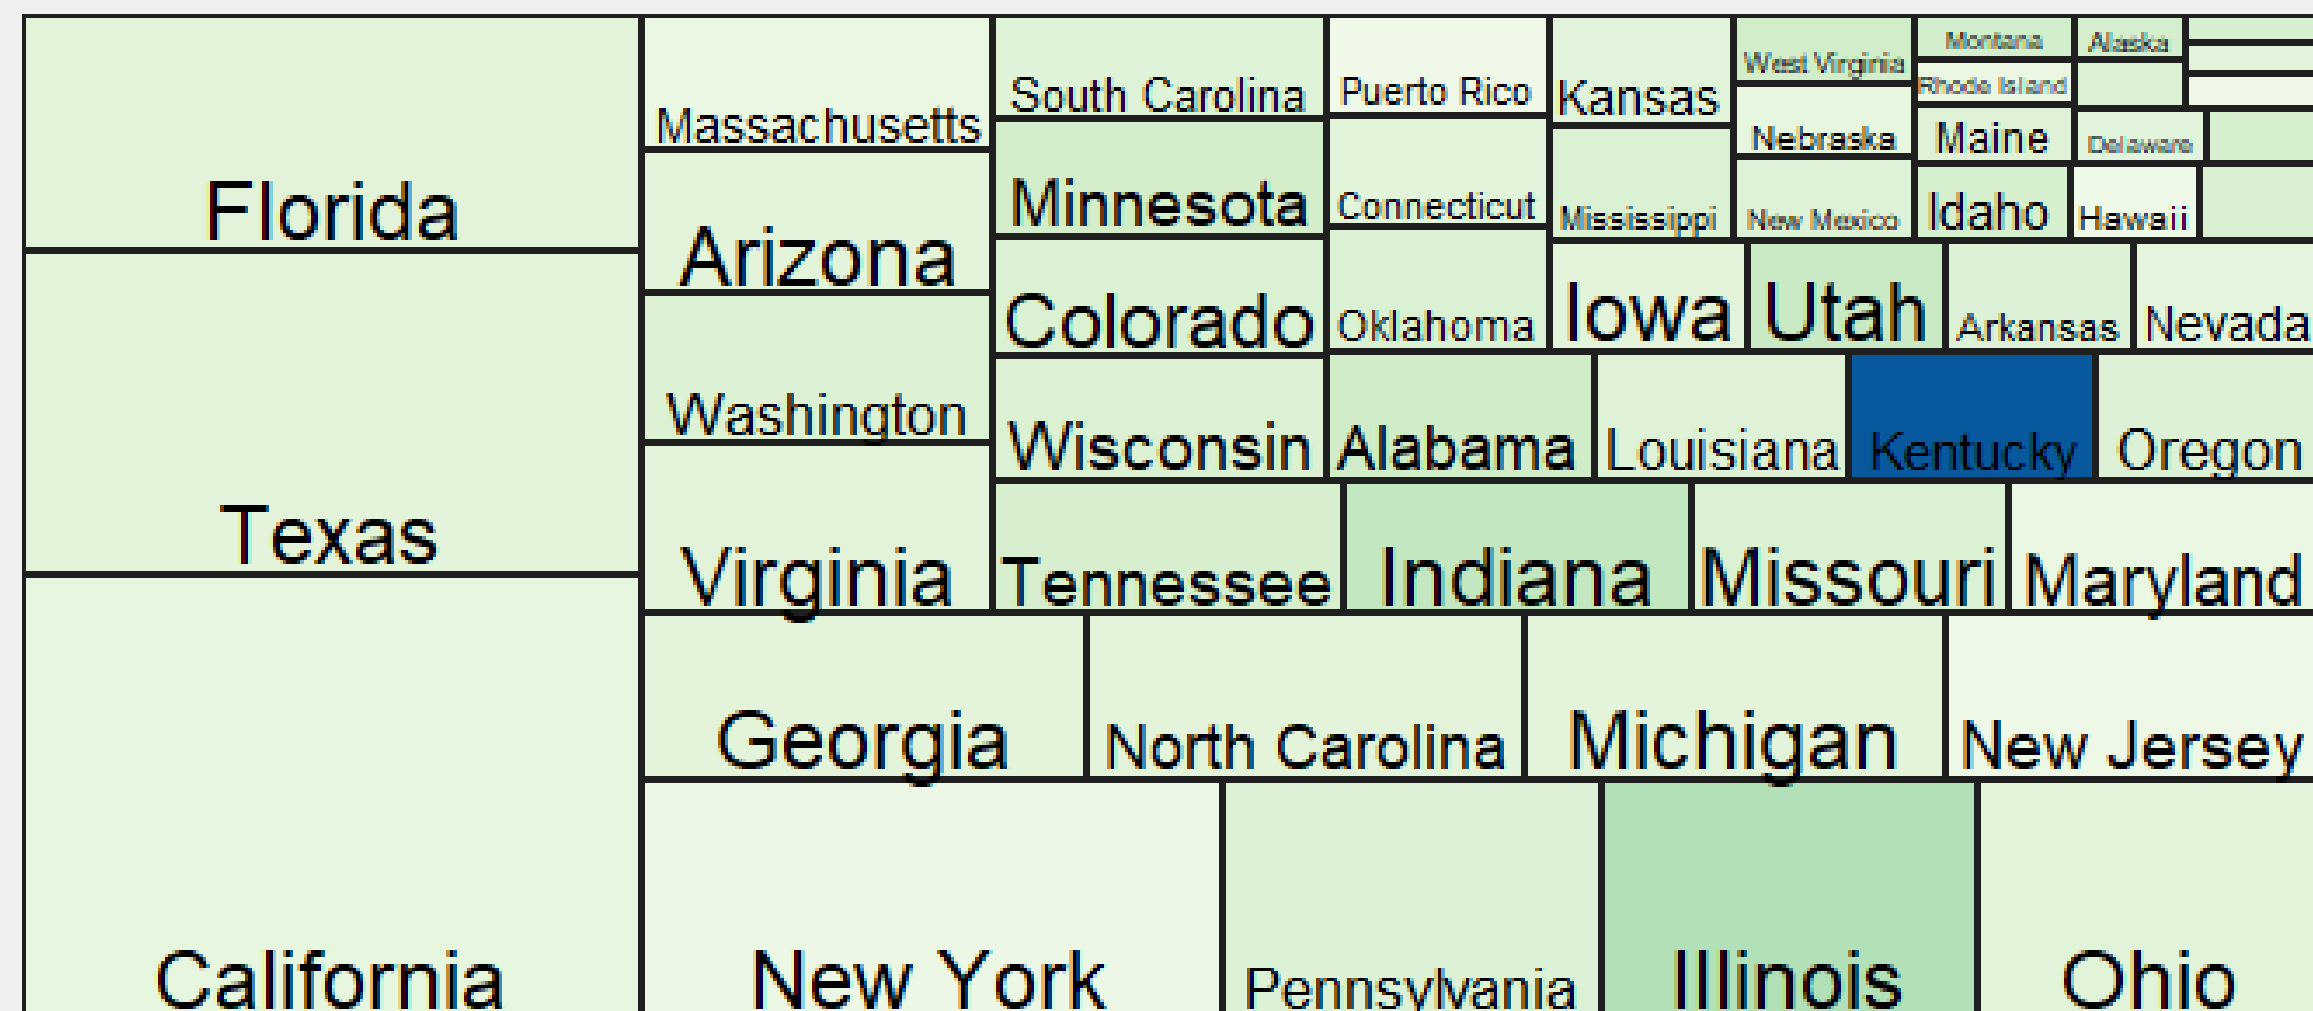 Montana
Alaska
West Virginia
Rhode Island
South Carolina
Puerto Rico
Kansas
Massachusetts
Nebraska
Maine
Delaware
Minnesota
Connecticut
Mississippi
New Mexico
Idaho
Hawaii
Florida
Arizona
Colorado
Oklahoma
Iowa
Utah
Arkansas
Nevada
Washington
Wisconsin
Alabama
Louisiana
Kentucky
Oregon
Texas
Virginia
Tennessee
Indiana
Missouri
Maryland
Georgia
North Carolina
Michigan
New Jersey
California
New York
Pennsylvania
Illinois
Ohio